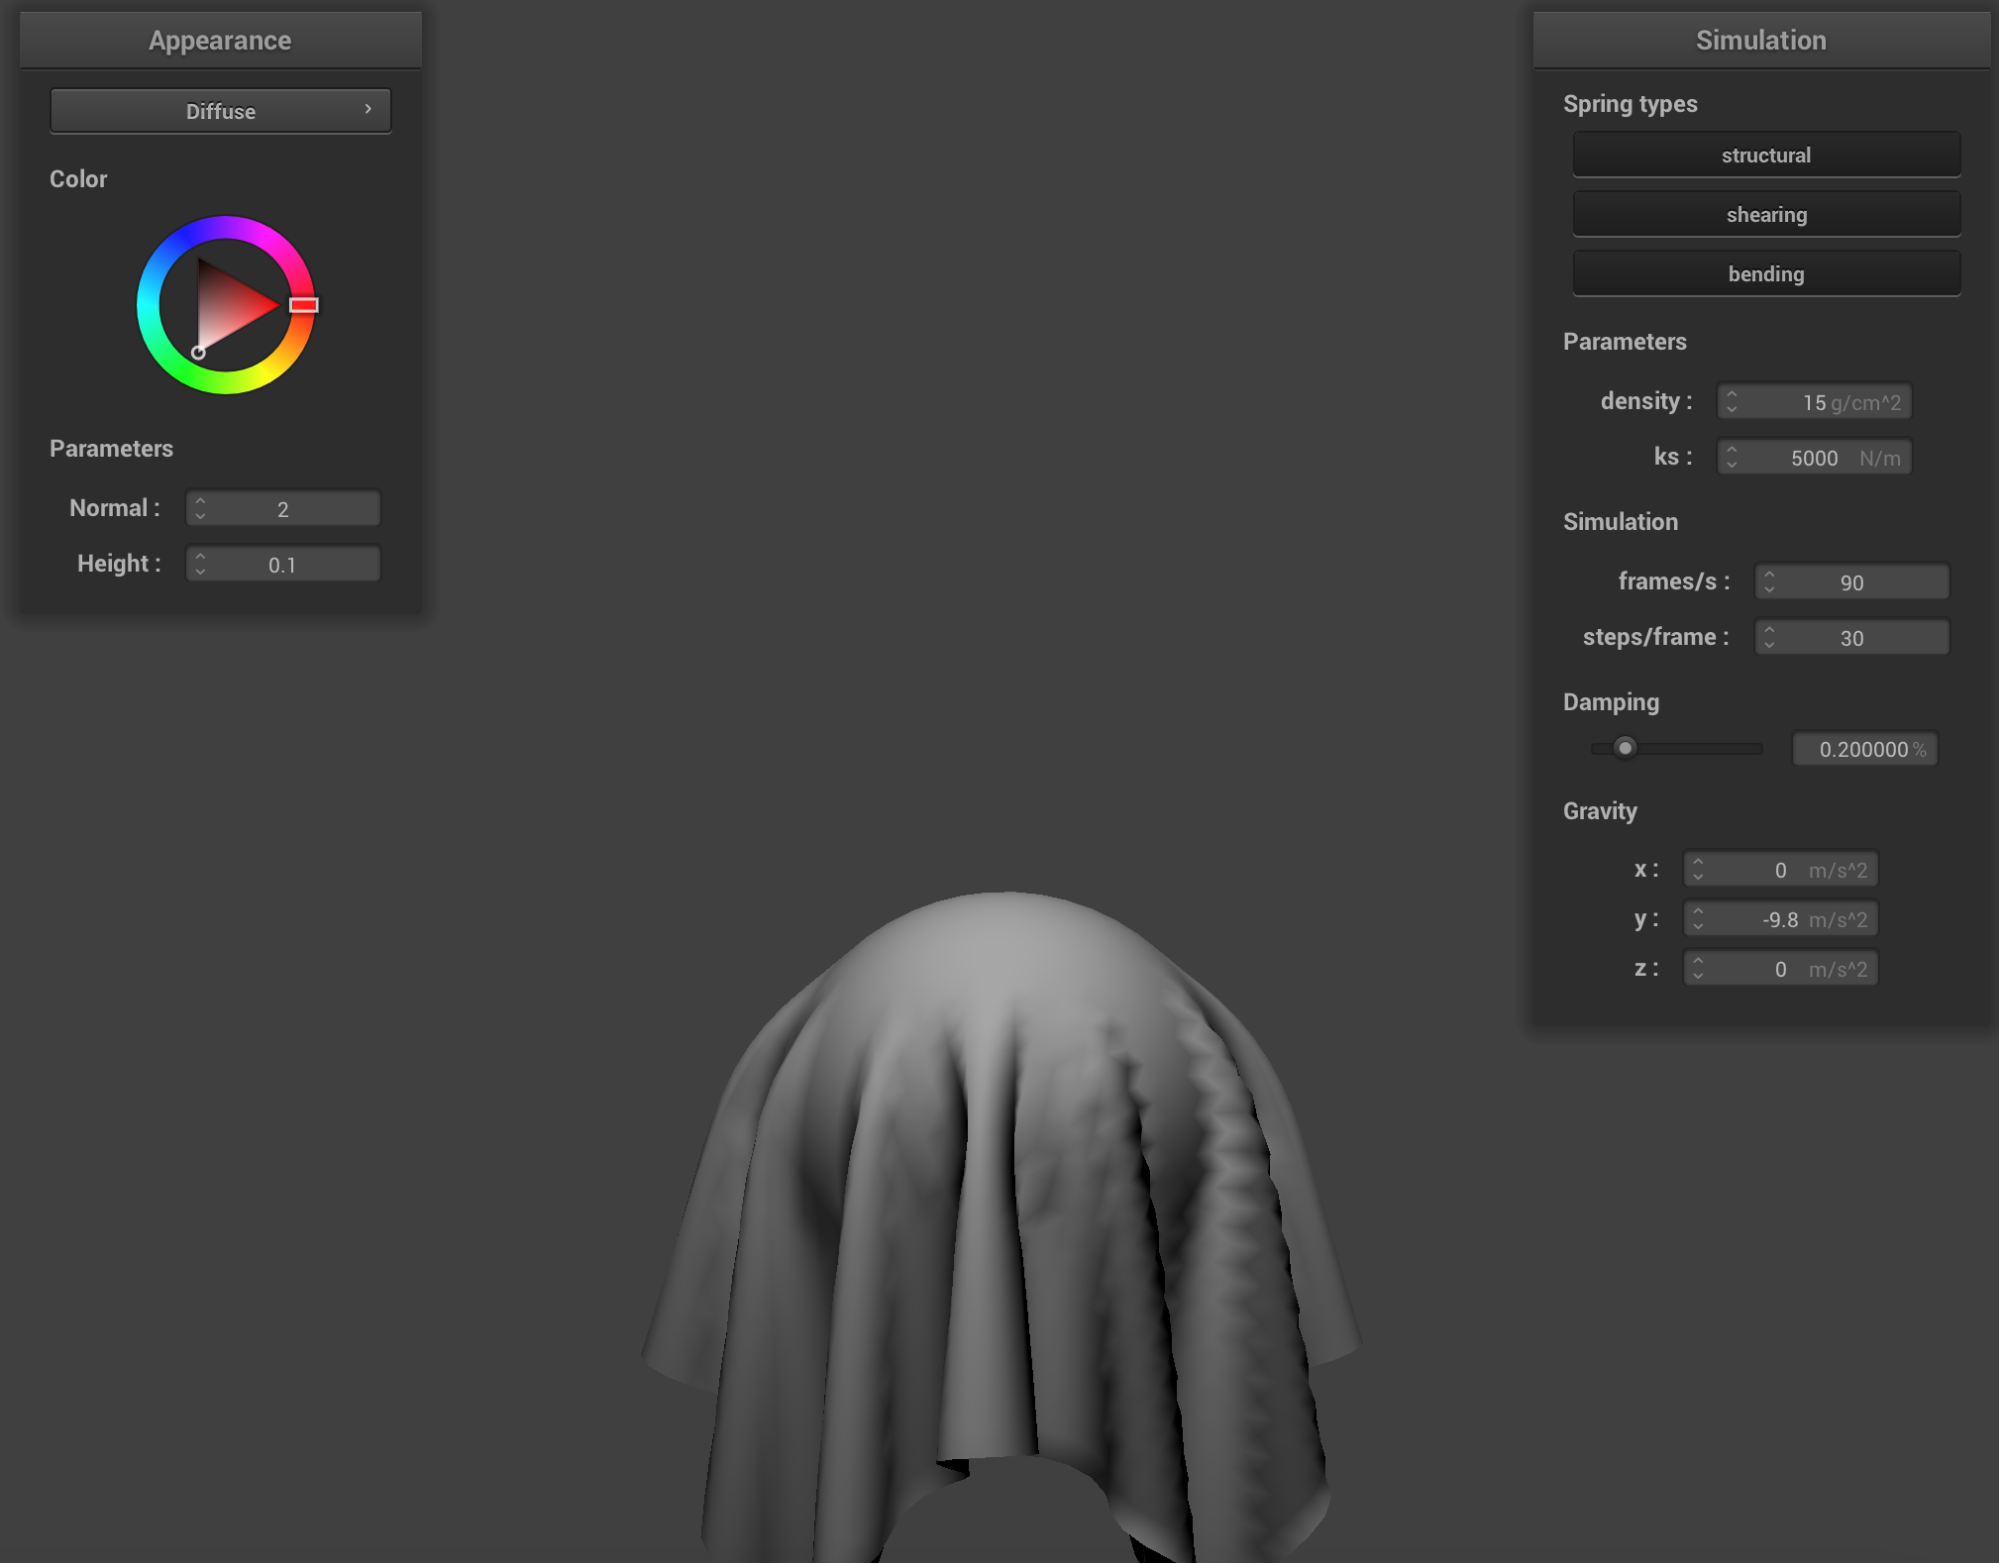 Appearance
Diffuse
Color
Parameters
Normal : 2
Height : 0.1
Simulation
Spring types
structural
shearing
bending
Parameters
density : 15 g/cm^2
ks : 5000 N/m
Simulation
frames/s : 90
steps/frame : 30
Damping
0.200000 %
Gravity
x : 0 m/s^2
y : -9.8 m/s^2
z : 0 m/s^2